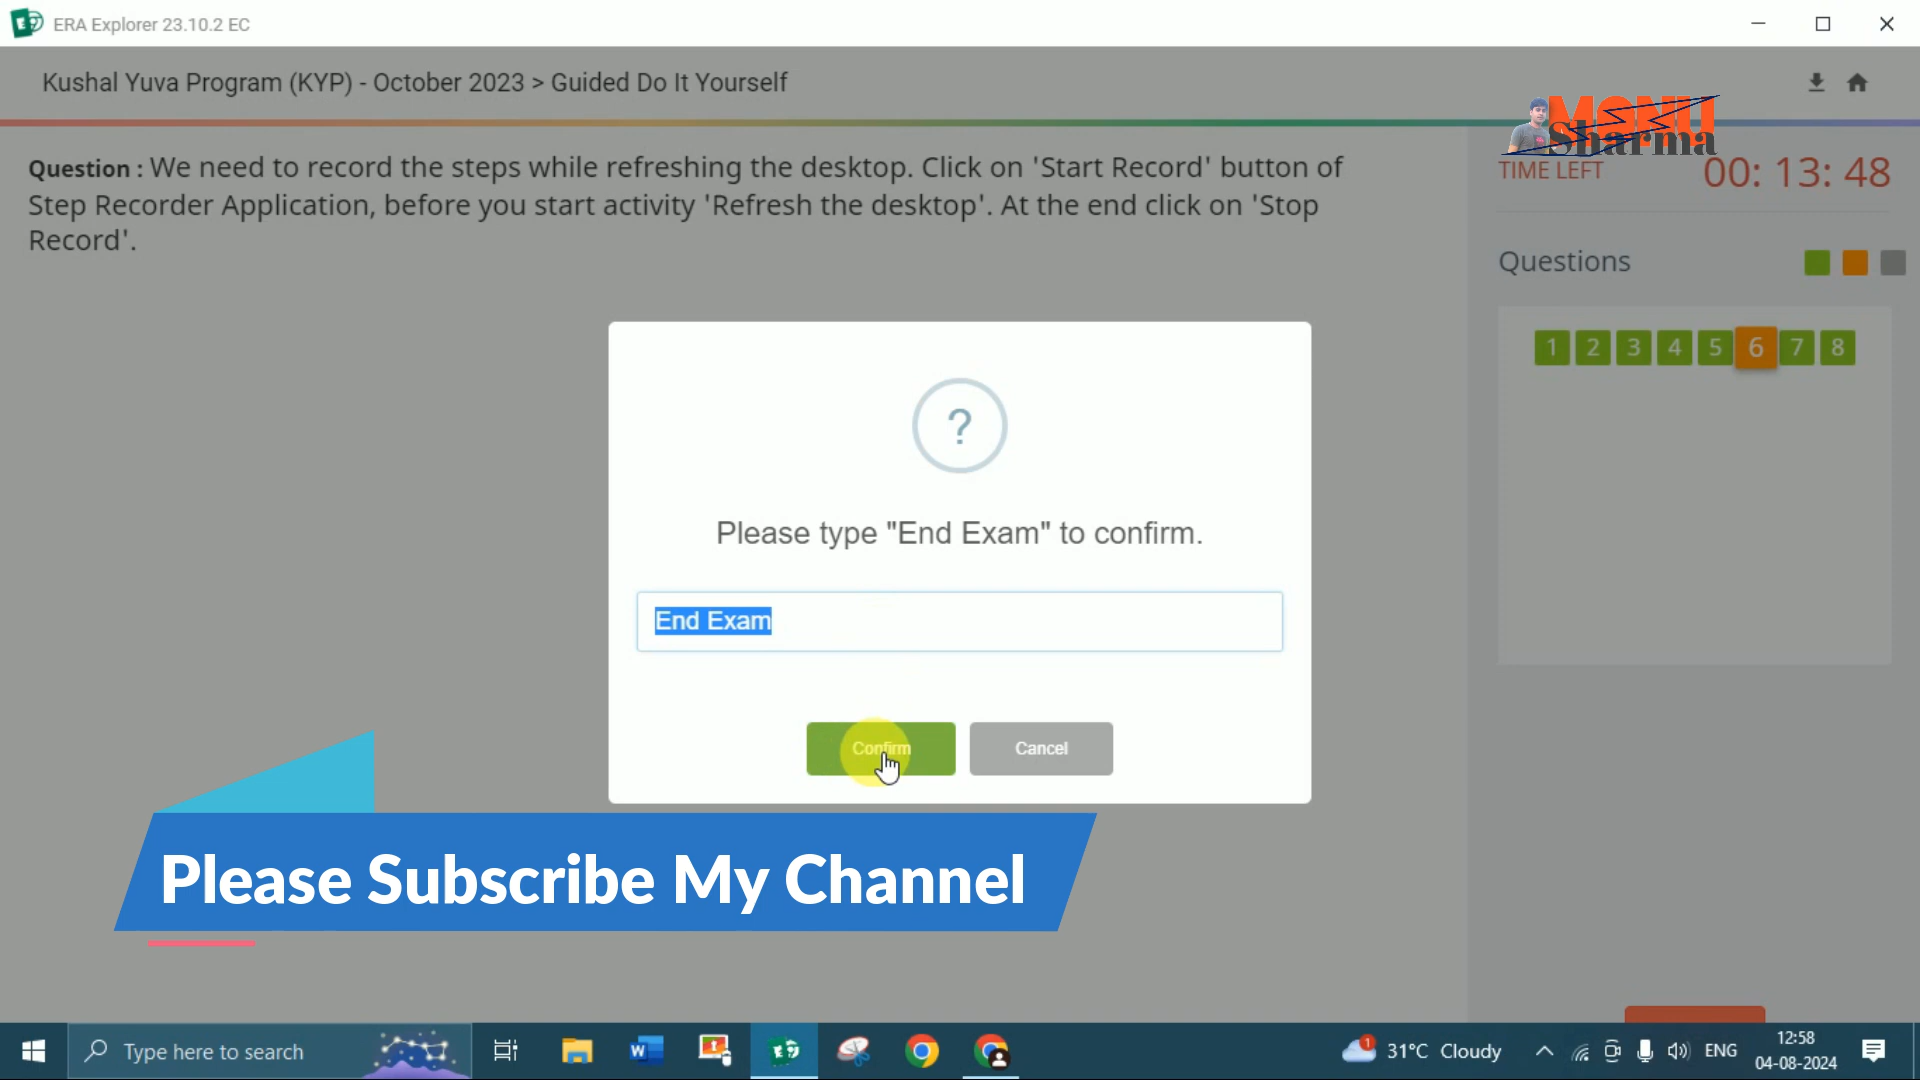 ERA Explorer 23.10.2 EC
Kushal Yuva Program (KYP) - October 2023 > Guided Do It Yourself
MONU
Sharma
Question : We need to record the steps while refreshing the desktop. Click on 'Start Record' button of
Step Recorder Application, before you start activity 'Refresh the desktop'. At the end click on 'Stop
Record'.
TIME LEFT 00: 13: 48
Questions
1 2 3 4 5 6 7 8
?
Please type "End Exam" to confirm.
End Exam
Confirm Cancel
Please Subscribe My Channel
Type here to search
1
31°C Cloudy
ENG
12:58
04-08-2024